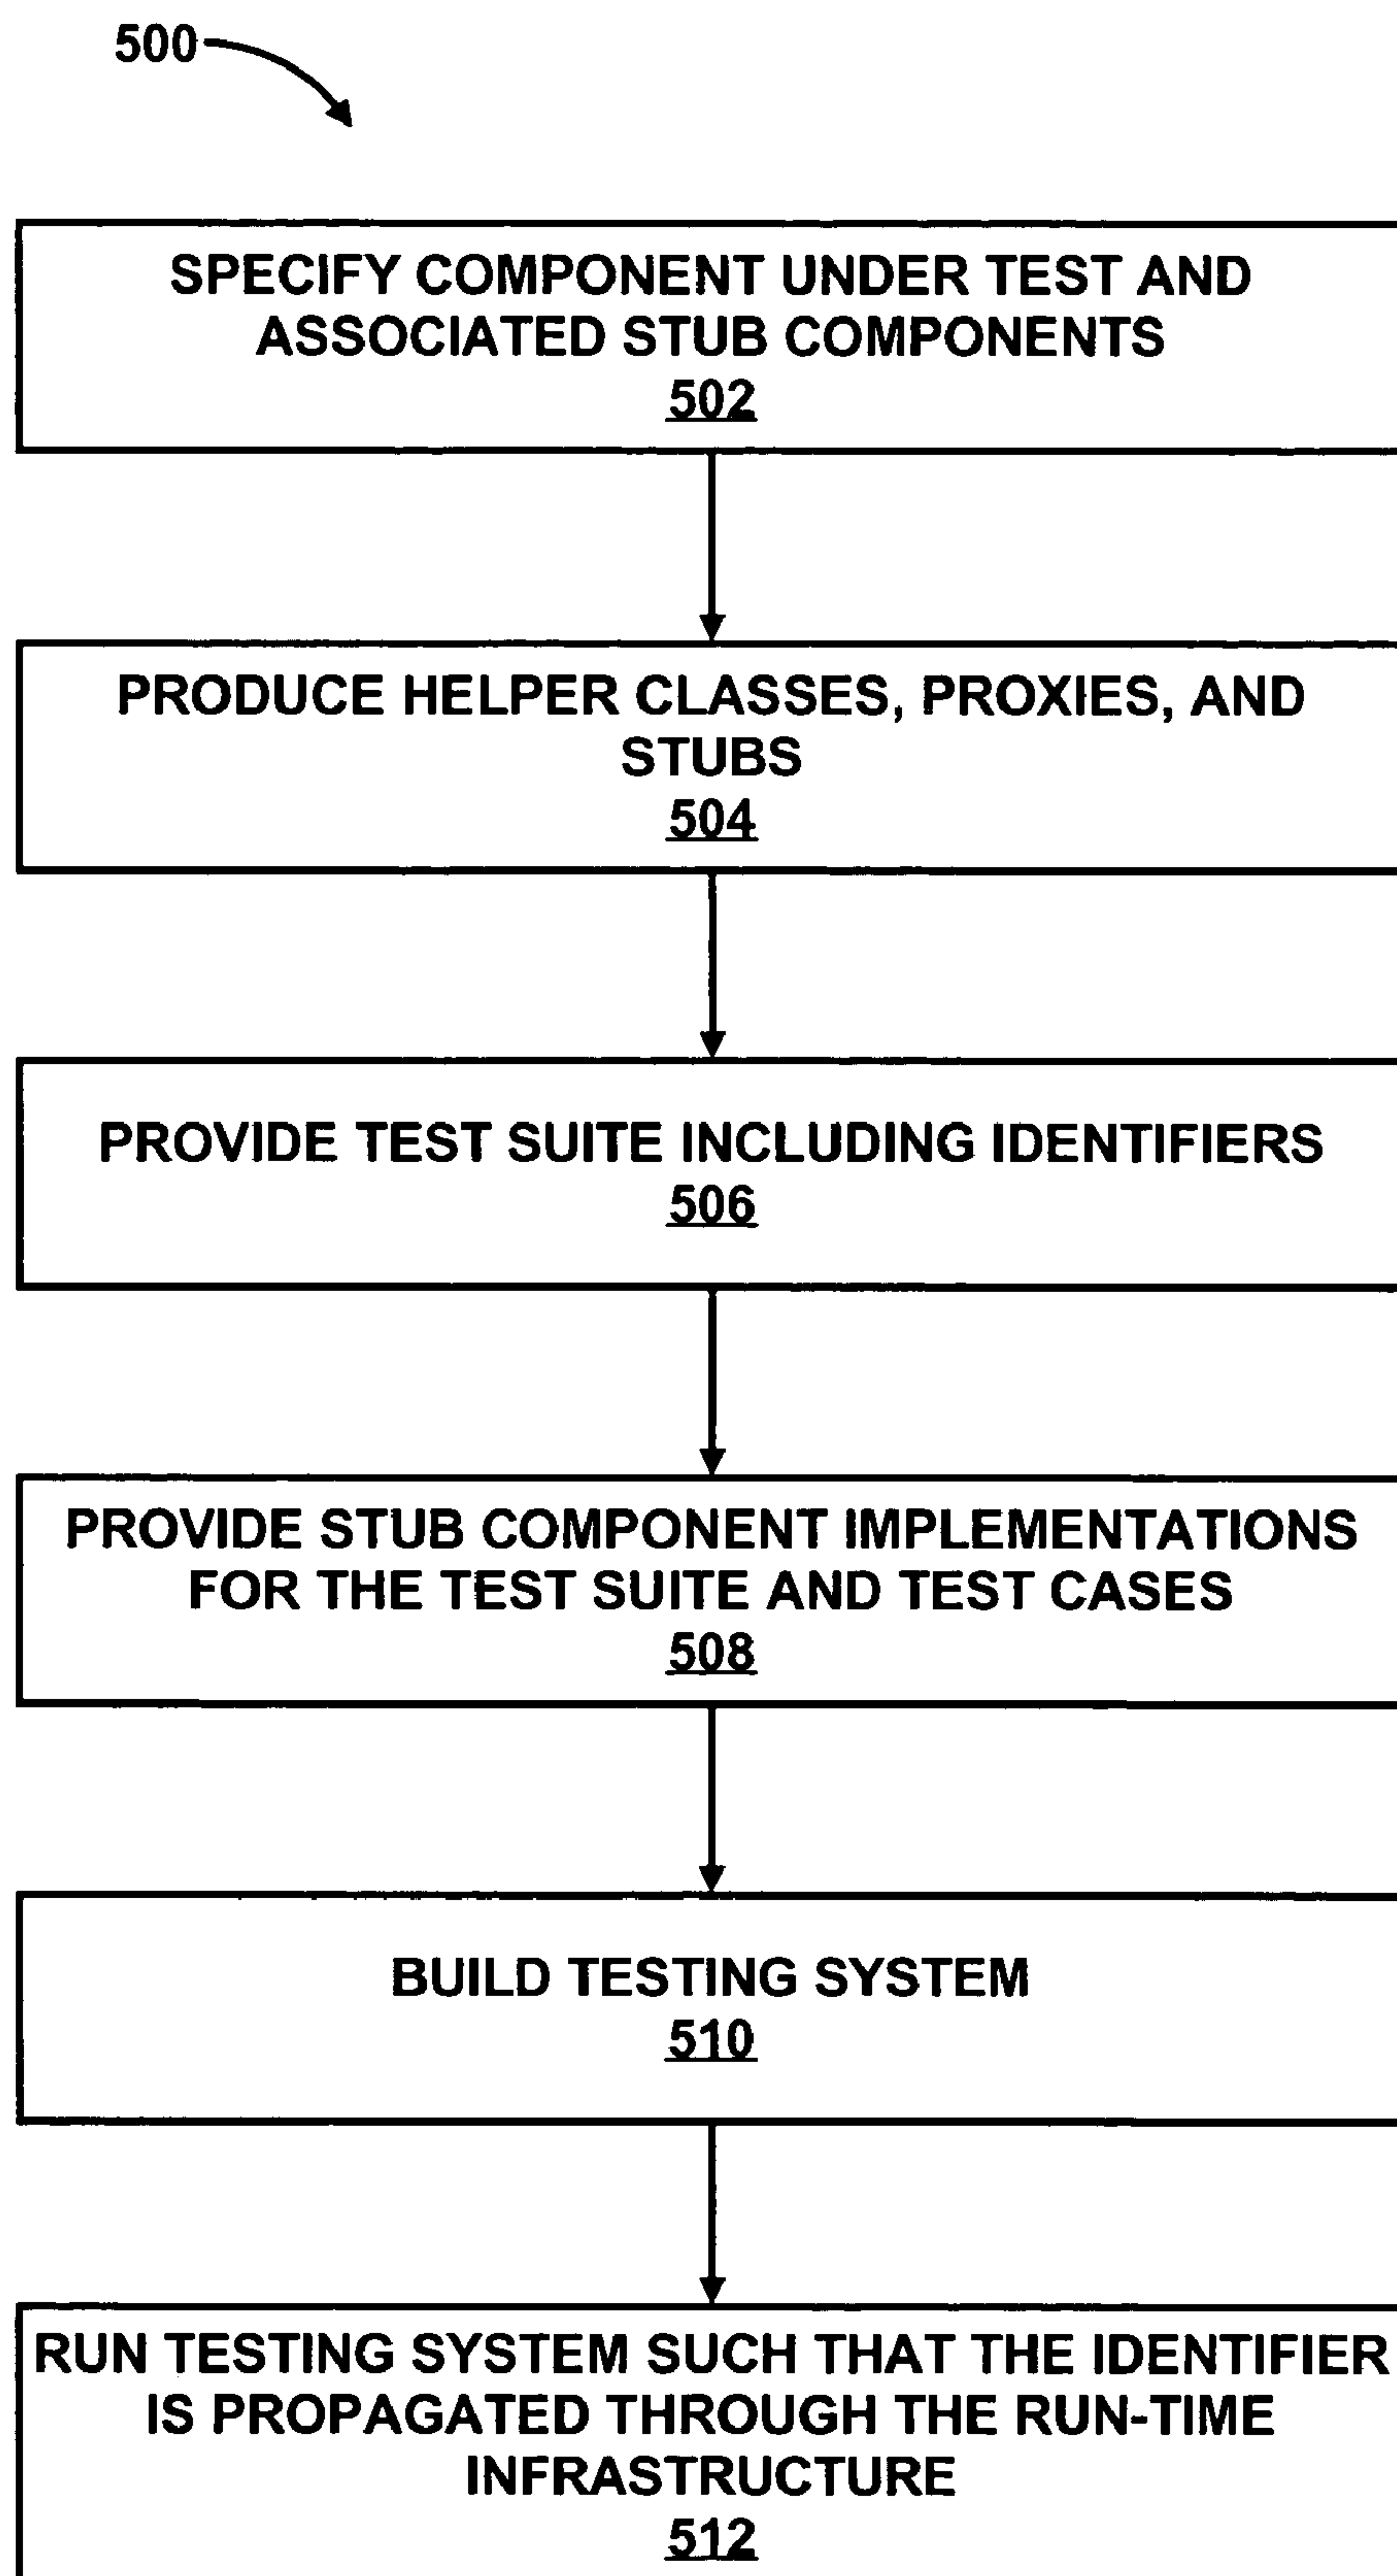 500
SPECIFY COMPONENT UNDER TEST AND
ASSOCIATED STUB COMPONENTS
502
PRODUCE HELPER CLASSES, PROXIES, AND
STUBS
504
PROVIDE TEST SUITE INCLUDING IDENTIFIERS
506
PROVIDE STUB COMPONENT IMPLEMENTATIONS
FOR THE TEST SUITE AND TEST CASES
508
BUILD TESTING SYSTEM
510
RUN TESTING SYSTEM SUCH THAT THE IDENTIFIER
IS PROPAGATED THROUGH THE RUN-TIME
INFRASTRUCTURE
512